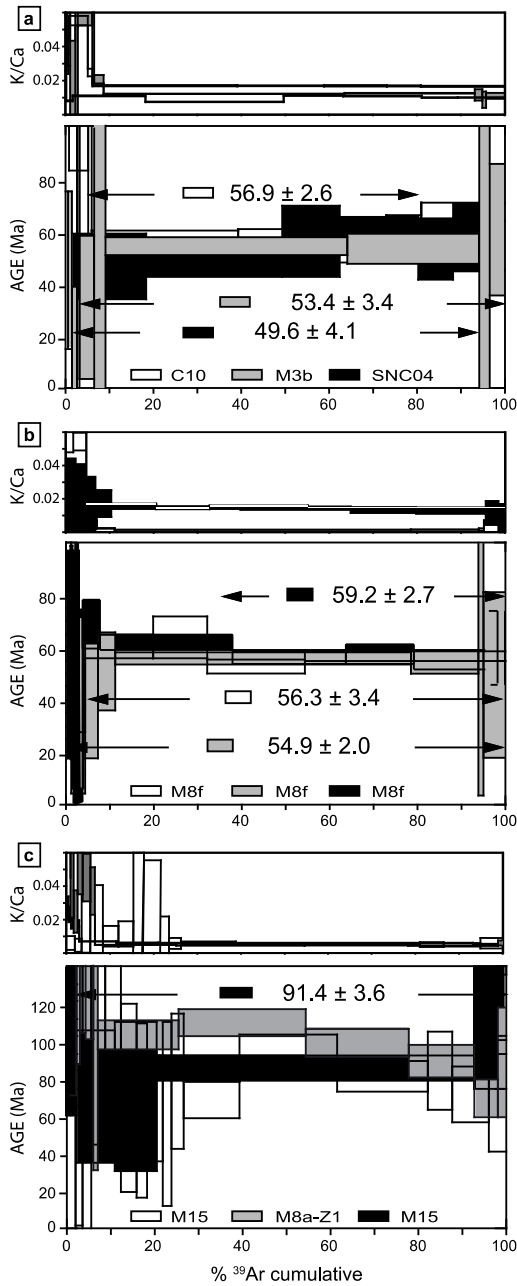 a
K/Ca
0.04
0.02
AGE (Ma)
80
60
40
20
0
56.9 ± 2.6
53.4 ± 3.4
49.6 ± 4.1
C10 M3b SNC04
0 20 40 60 80 100
b
K/Ca
0.04
0.02
AGE (Ma)
80
60
40
20
0
59.2 ± 2.7
56.3 ± 3.4
54.9 ± 2.0
M8f M8f M8f
0 20 40 60 80 100
c
K/Ca
0.04
0.02
AGE (Ma)
120
100
80
60
40
20
0
91.4 ± 3.6
M15 M8a-Z1 M15
0 20 40 60 80 100
% ³⁹Ar cumulative